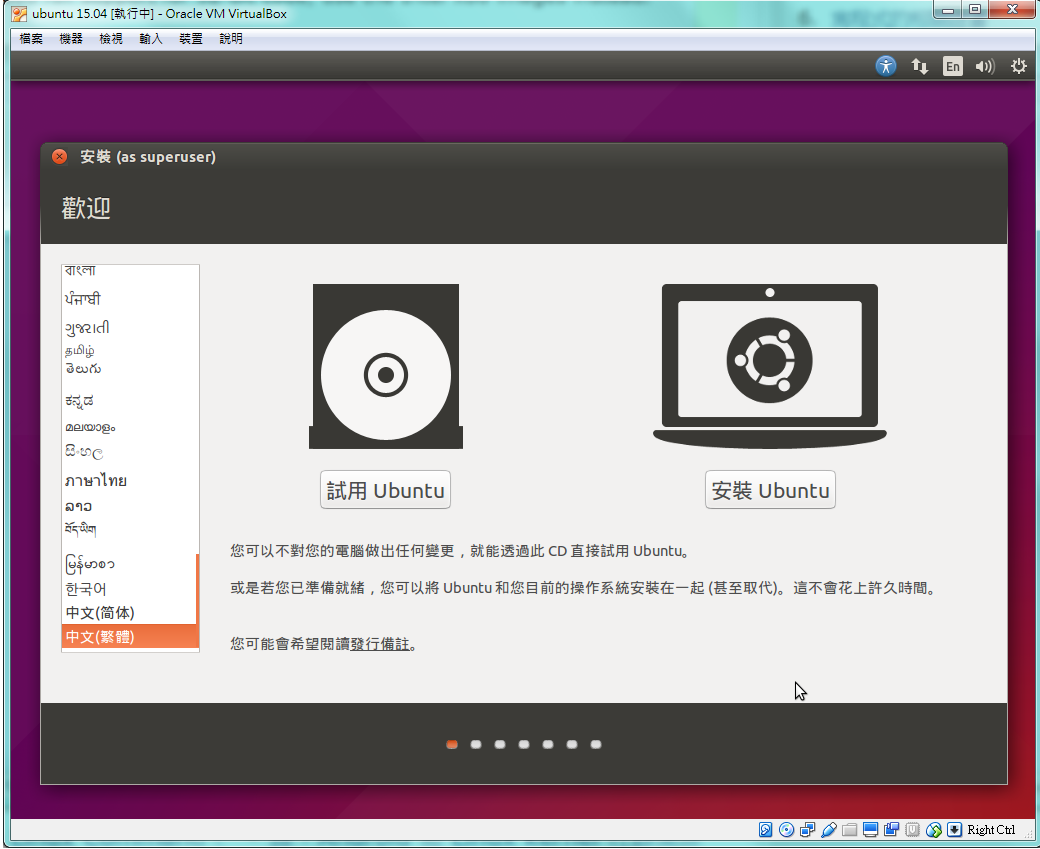 ubuntu 15.04 [執行中] - Oracle VM VirtualBox
檔案 機器 檢視 輸入 裝置 說明
En
安裝 (as superuser)
歡迎
বাংলা
ਪੰਜਾਬੀ
ગુજરાતી
தமிழ்
తెలుగు
ಕನ್ನಡ
മലയാളം
සිංහල
ภาษาไทย
ລາວ
བོད་ཡིག
မြန်မာစာ
한국어
中文(简体)
中文(繁體)
試用 Ubuntu
安裝 Ubuntu
您可以不對您的電腦做出任何變更，就能透過此 CD 直接試用 Ubuntu。
或是若您已準備就緒，您可以將 Ubuntu 和您目前的操作系統安裝在一起 (甚至取代)。這不會花上許久時間。
您可能會希望閱讀發行備註。
Right Ctrl